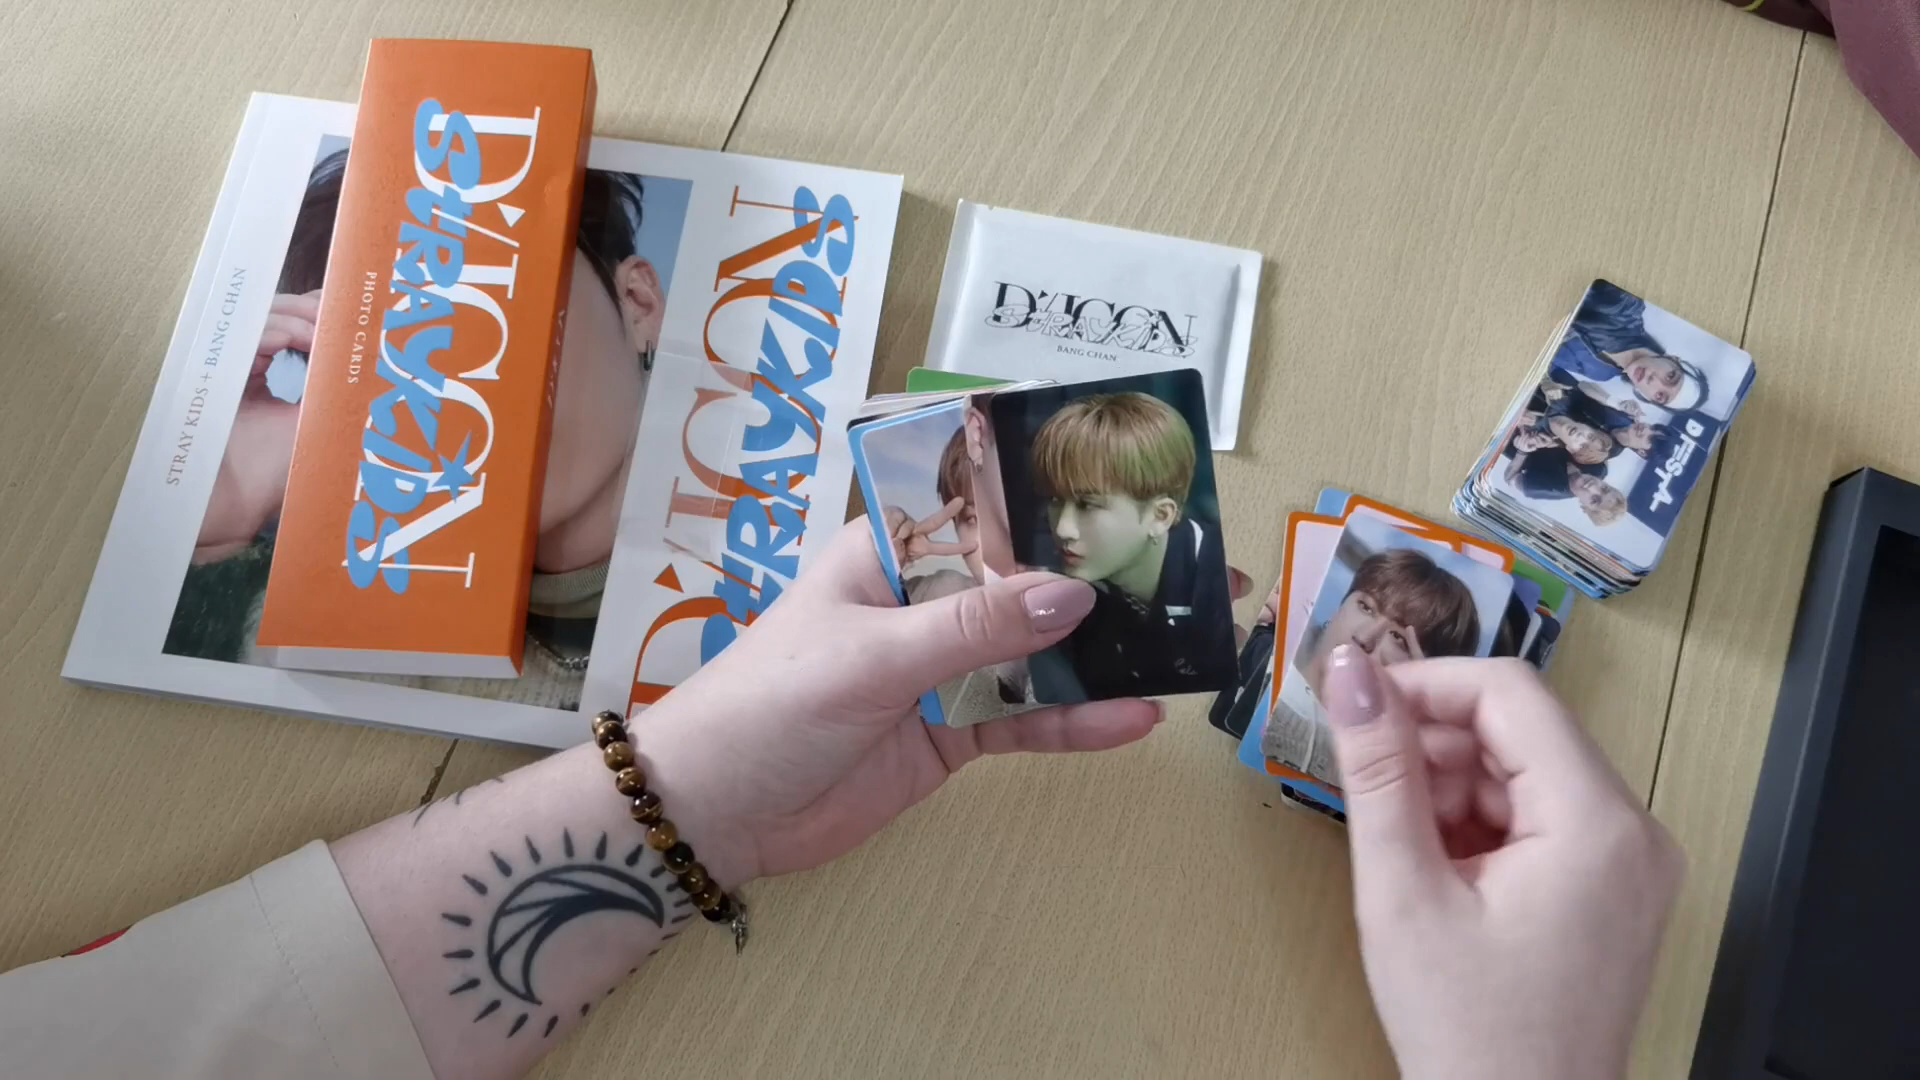 D'/ICON
STRAY KIDS
PHOTO CARDS
STRAY KIDS + BANG CHAN
D'/ICON
STRAY KIDS
D'/ICON
STRAY KIDS
BANG CHAN
D'FESTA